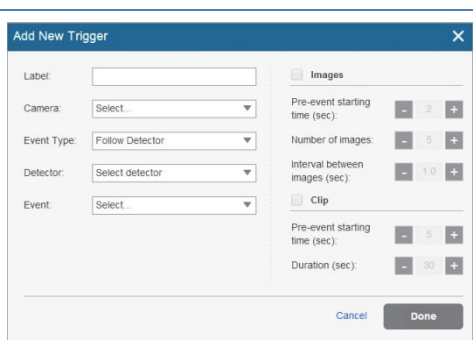 Add New Trigger
Label:
Camera: Select...
Event Type: Follow Detector
Detector: Select detector
Event: Select...
Images
Pre-event starting
time (sec): - 2 +
Number of images: - 5 +
Interval between
images (sec): - 1.0 +
Clip
Pre-event starting
time (sec): - 5 +
Duration (sec): - 30 +
Cancel Done